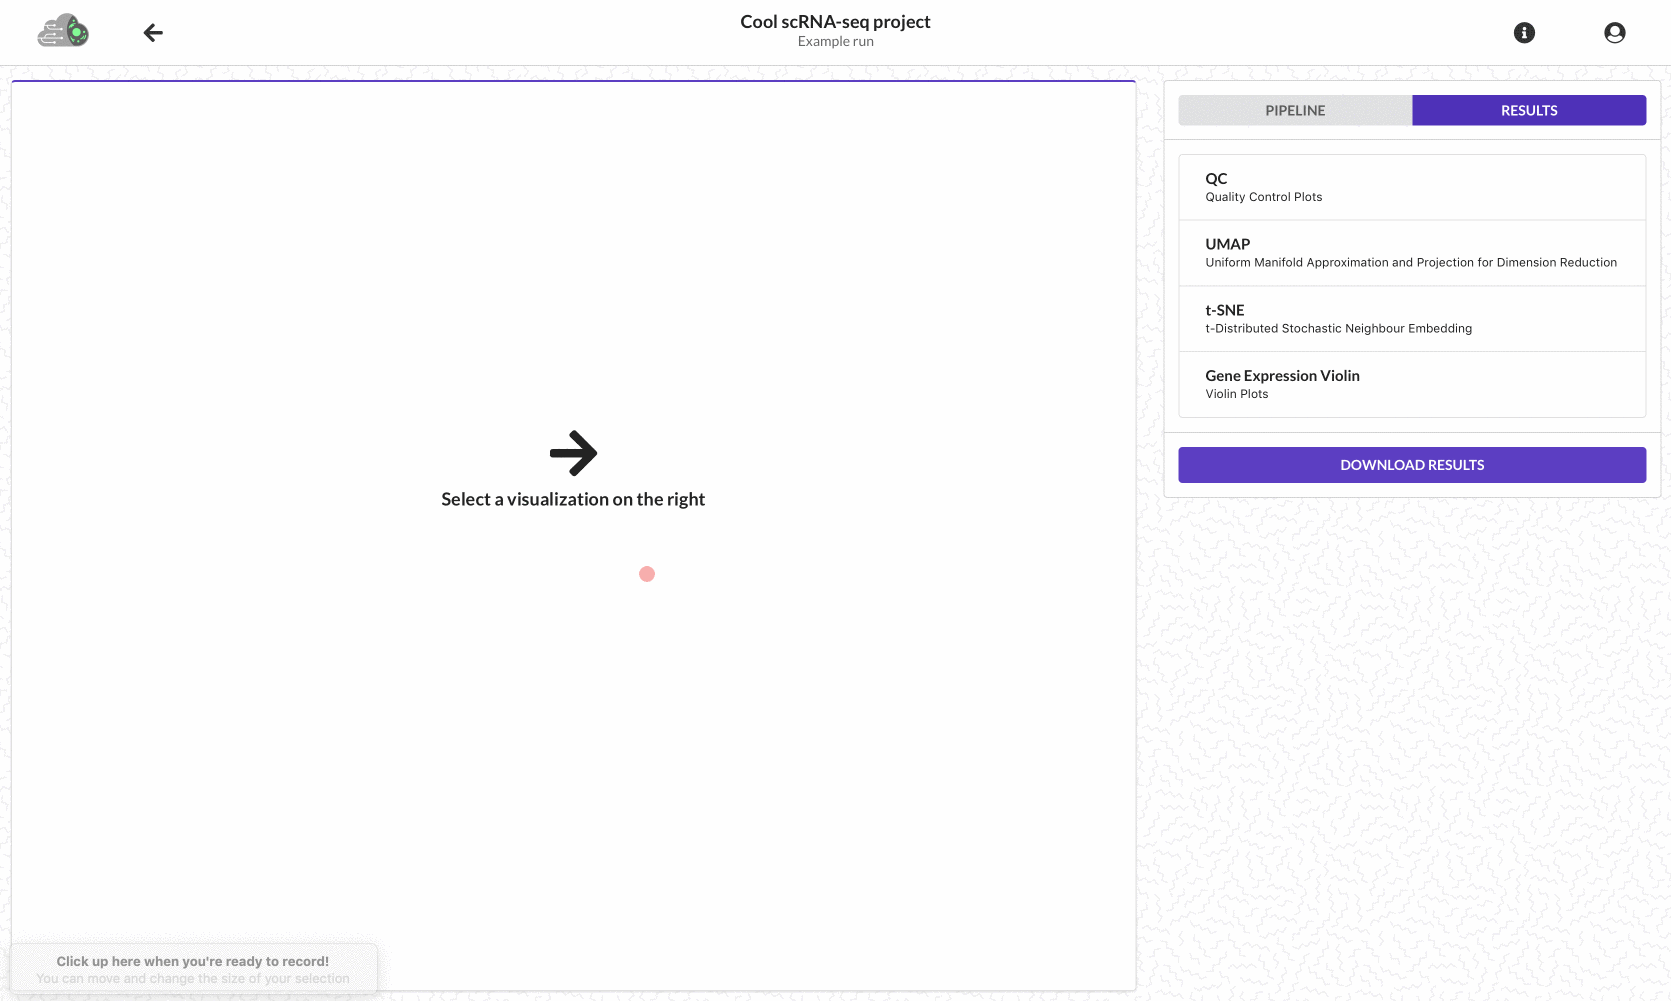 Cool scRNA-seq project
Example run
PIPELINE
RESULTS
QC
Quality Control Plots
UMAP
Uniform Manifold Approximation and Projection for Dimension Reduction
t-SNE
t-Distributed Stochastic Neighbour Embedding
Gene Expression Violin
Violin Plots
DOWNLOAD RESULTS
Select a visualization on the right
Click up here when you're ready to record!
You can move and change the size of your selection